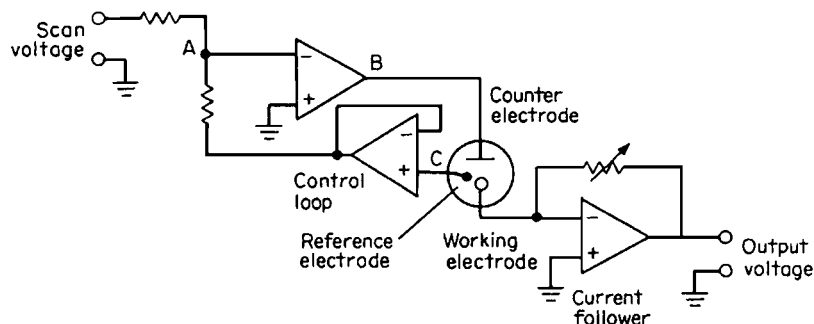 Scan
voltage
A
B
−
+
Counter
electrode
−
+
C
Control
loop
Reference
electrode
Working
electrode
−
+
Output
voltage
Current
follower